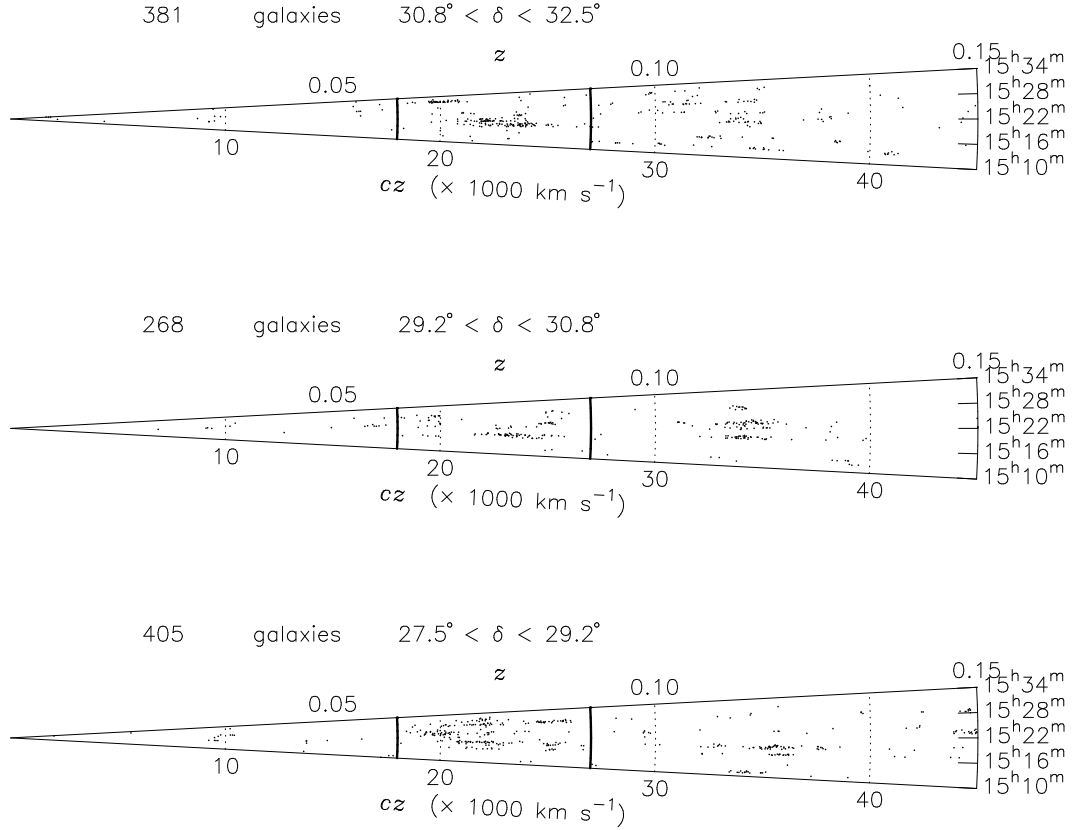 381 galaxies 30.8° < δ < 32.5°
z
0.05 0.10 0.15
15ʰ34ᵐ
15ʰ28ᵐ
15ʰ22ᵐ
15ʰ16ᵐ
15ʰ10ᵐ
10 20 30 40
cz (× 1000 km s⁻¹)
268 galaxies 29.2° < δ < 30.8°
z
0.05 0.10 0.15
15ʰ34ᵐ
15ʰ28ᵐ
15ʰ22ᵐ
15ʰ16ᵐ
15ʰ10ᵐ
10 20 30 40
cz (× 1000 km s⁻¹)
405 galaxies 27.5° < δ < 29.2°
z
0.05 0.10 0.15
15ʰ34ᵐ
15ʰ28ᵐ
15ʰ22ᵐ
15ʰ16ᵐ
15ʰ10ᵐ
10 20 30 40
cz (× 1000 km s⁻¹)